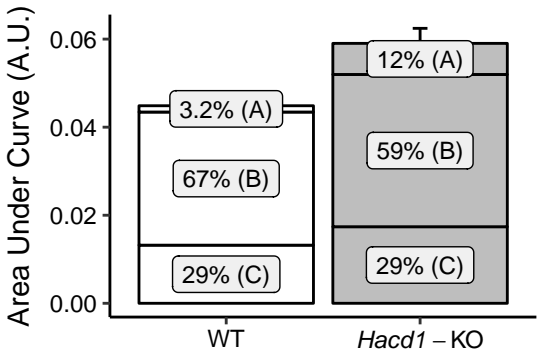 Area Under Curve (A.U.)
0.06
0.04
0.02
0.00
3.2% (A)
67% (B)
29% (C)
12% (A)
59% (B)
29% (C)
WT
Hacd1 – KO